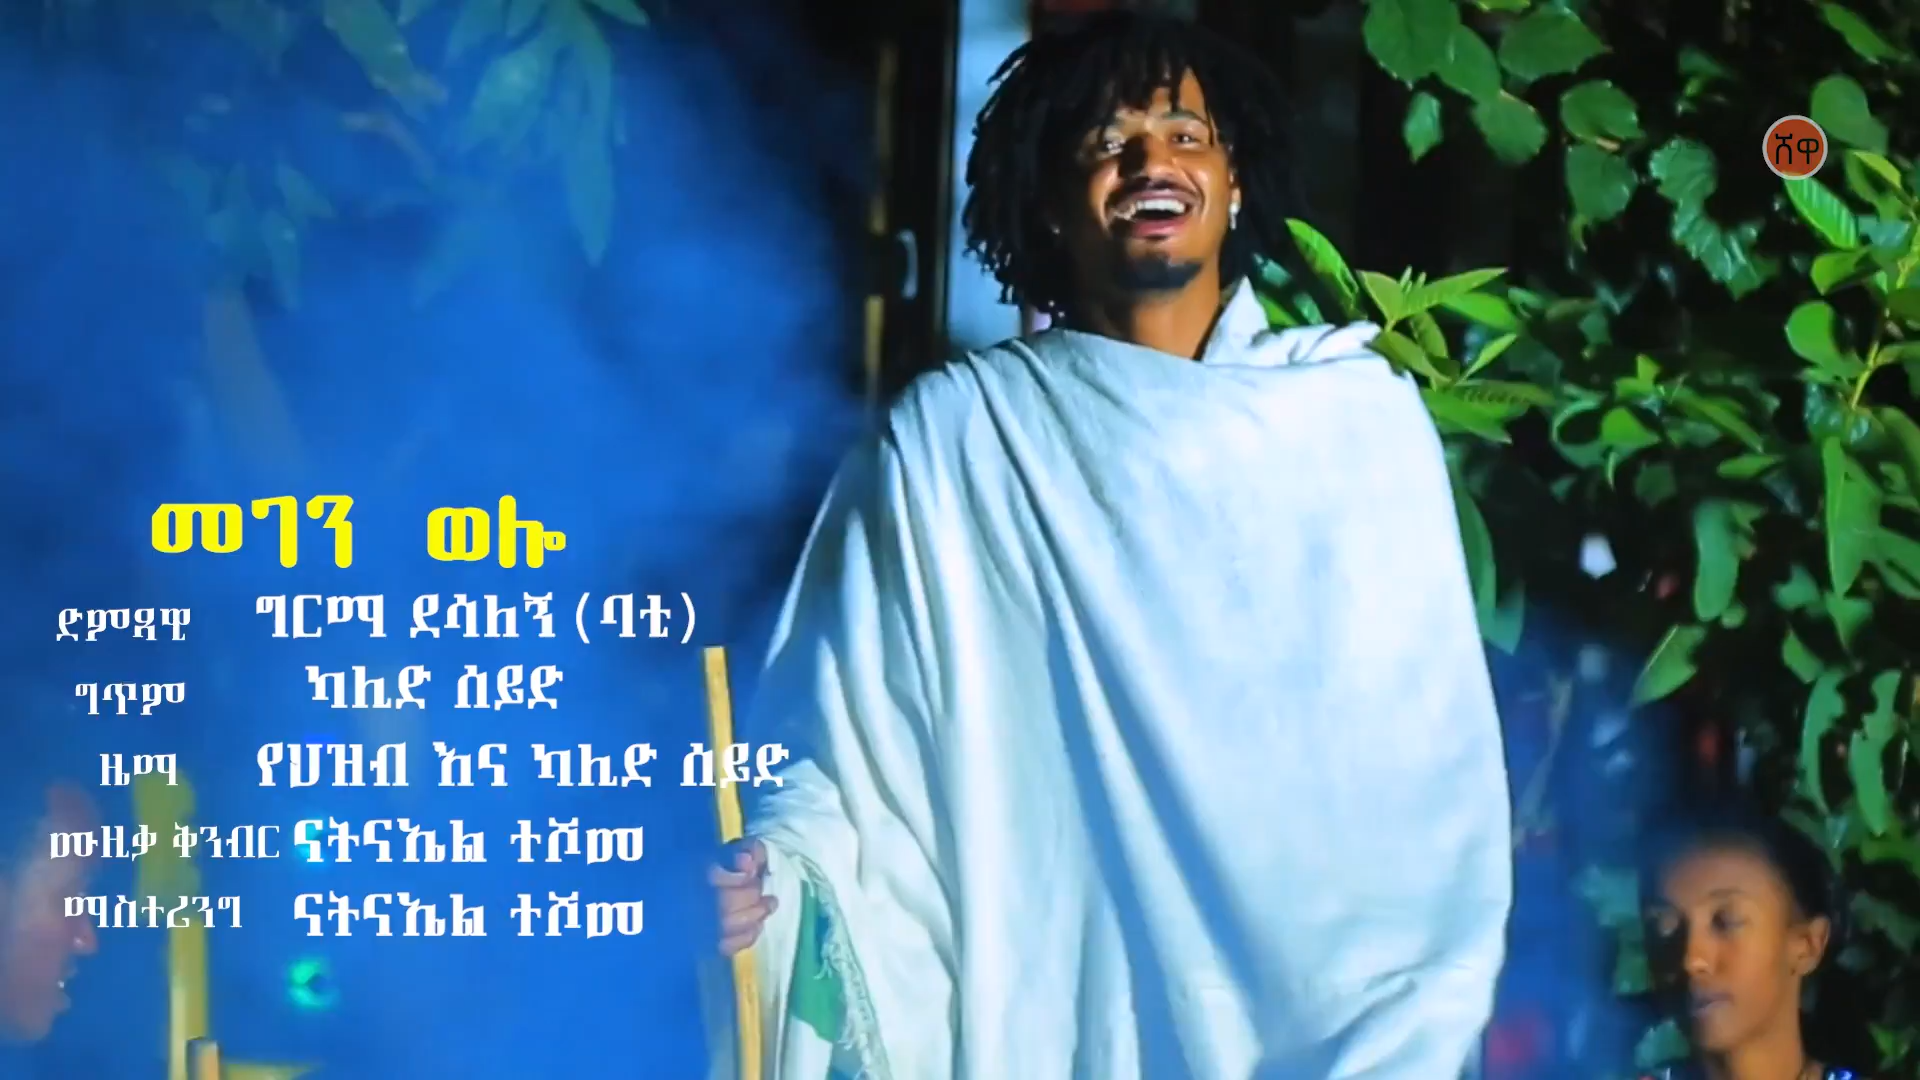 ሸዋ
መገን ወሎ
ድምፃዊ ግርማ ደሳለኝ (ባቲ)
ግጥም ካሊድ ሰይድ
ዜማ የህዝብ እና ካሊድ ሰይድ
ሙዚቃ ቅንብር ናትናኤል ተሾመ
ማስተሪንግ ናትናኤል ተሾመ